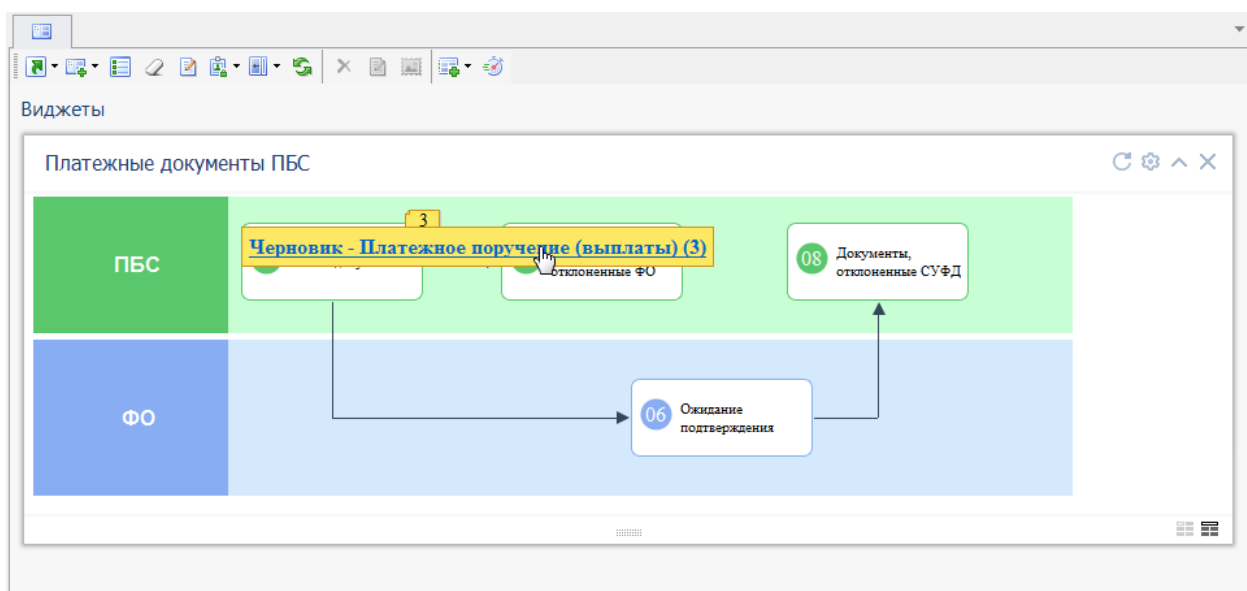 Виджеты
Платежные документы ПБС
3
Черновик - Платежное поручение (выплаты) (3)
ПБС
отклоненные ФО
08 Документы,
отклоненные СУФД
ФО
06 Ожидание
подтверждения